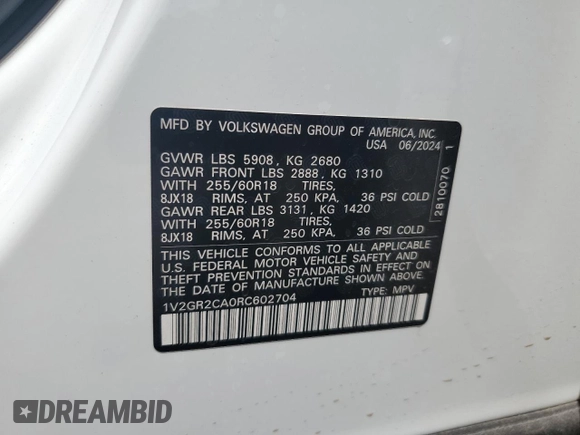 MFD BY VOLKSWAGEN GROUP OF AMERICA, INC.
USA 06/2024
GVWR LBS 5908, KG 2680
GAWR FRONT LBS 2888, KG 1310
WITH 255/60R18 TIRES,
8JX18 RIMS, AT 250 KPA, 36 PSI COLD
GAWR REAR LBS 3131, KG 1420
WITH 255/60R18 TIRES,
8JX18 RIMS, AT 250 KPA, 36 PSI COLD
THIS VEHICLE CONFORMS TO ALL APPLICABLE
U.S. FEDERAL MOTOR VEHICLE SAFETY AND
THEFT PREVENTION STANDARDS IN EFFECT ON
THE DATE OF MANUFACTURE SHOWN ABOVE
1V2GR2CA0RC602704 TYPE: MPV
2810070 1
DREAMBID